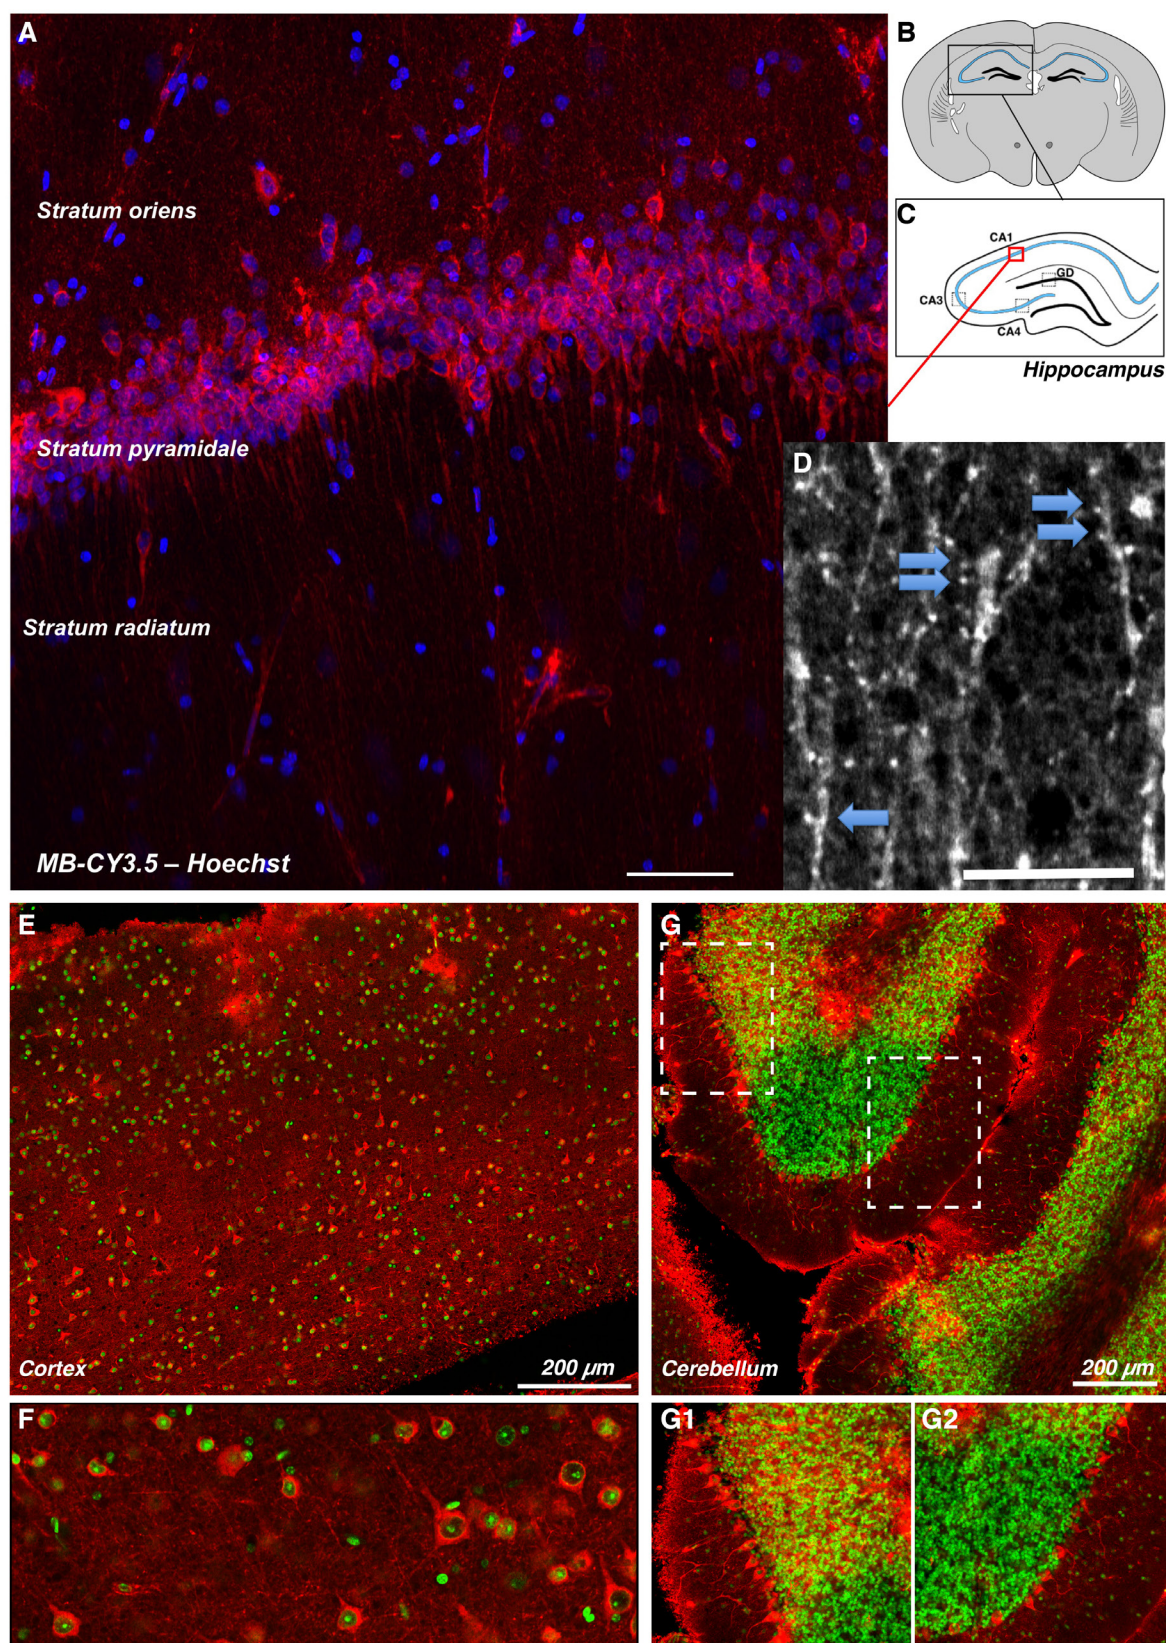 A
Stratum oriens
Stratum pyramidale
Stratum radiatum
MB-CY3.5 – Hoechst
B
C
CA1
GD
CA3
CA4
Hippocampus
D
E
Cortex
200 µm
G
Cerebellum
200 µm
F
G1
G2